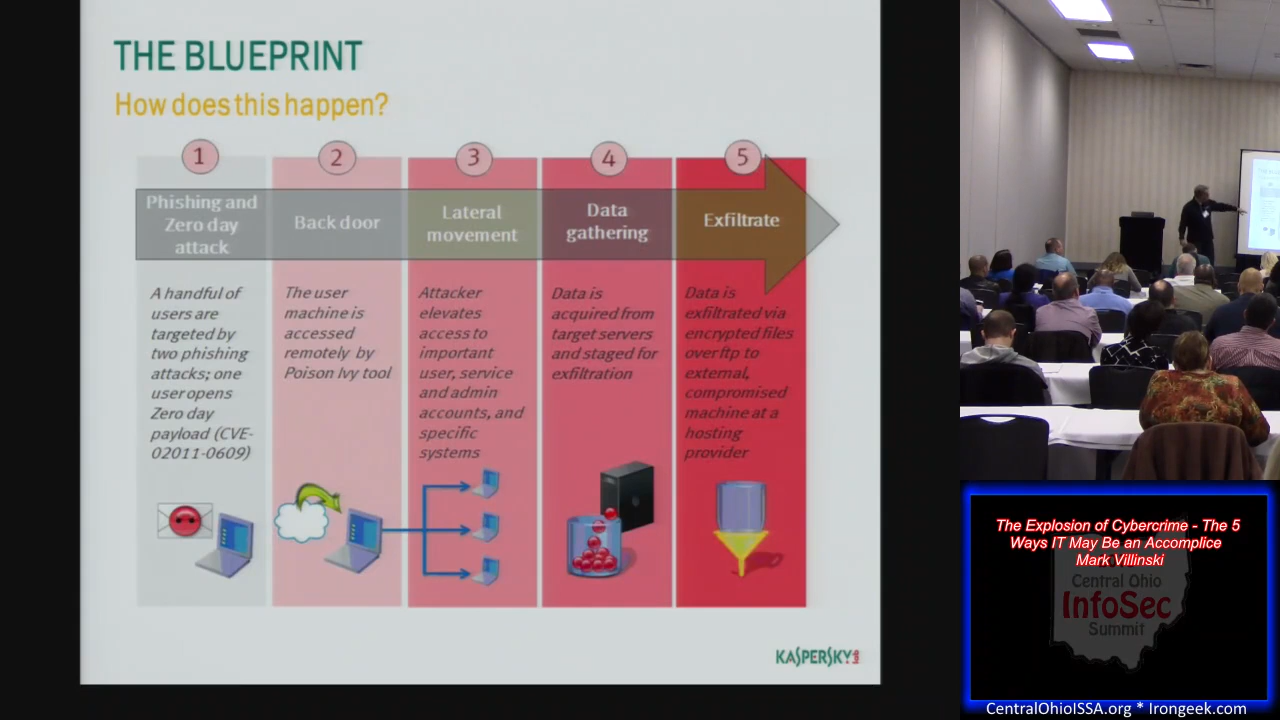 THE BLUEPRINT
How does this happen?
1
Phishing and
Zero day
attack
A handful of
users are
targeted by
two phishing
attacks; one
user opens
Zero day
payload (CVE-
02011-0609)
2
Back door
The user
machine is
accessed
remotely by
Poison Ivy tool
3
Lateral
movement
Attacker
elevates
access to
important
user, service
and admin
accounts, and
specific
systems
4
Data
gathering
Data is
acquired from
target servers
and staged for
exfiltration
5
Exfiltrate
Data is
exfiltrated via
encrypted files
over ftp to
external,
compromised
machine at a
hosting
provider
KASPERSKY lab
The Explosion of Cybercrime - The 5
Ways IT May Be an Accomplice
Mark Villinski
Central Ohio
InfoSec
Summit
CentralOhioISSA.org * Irongeek.com